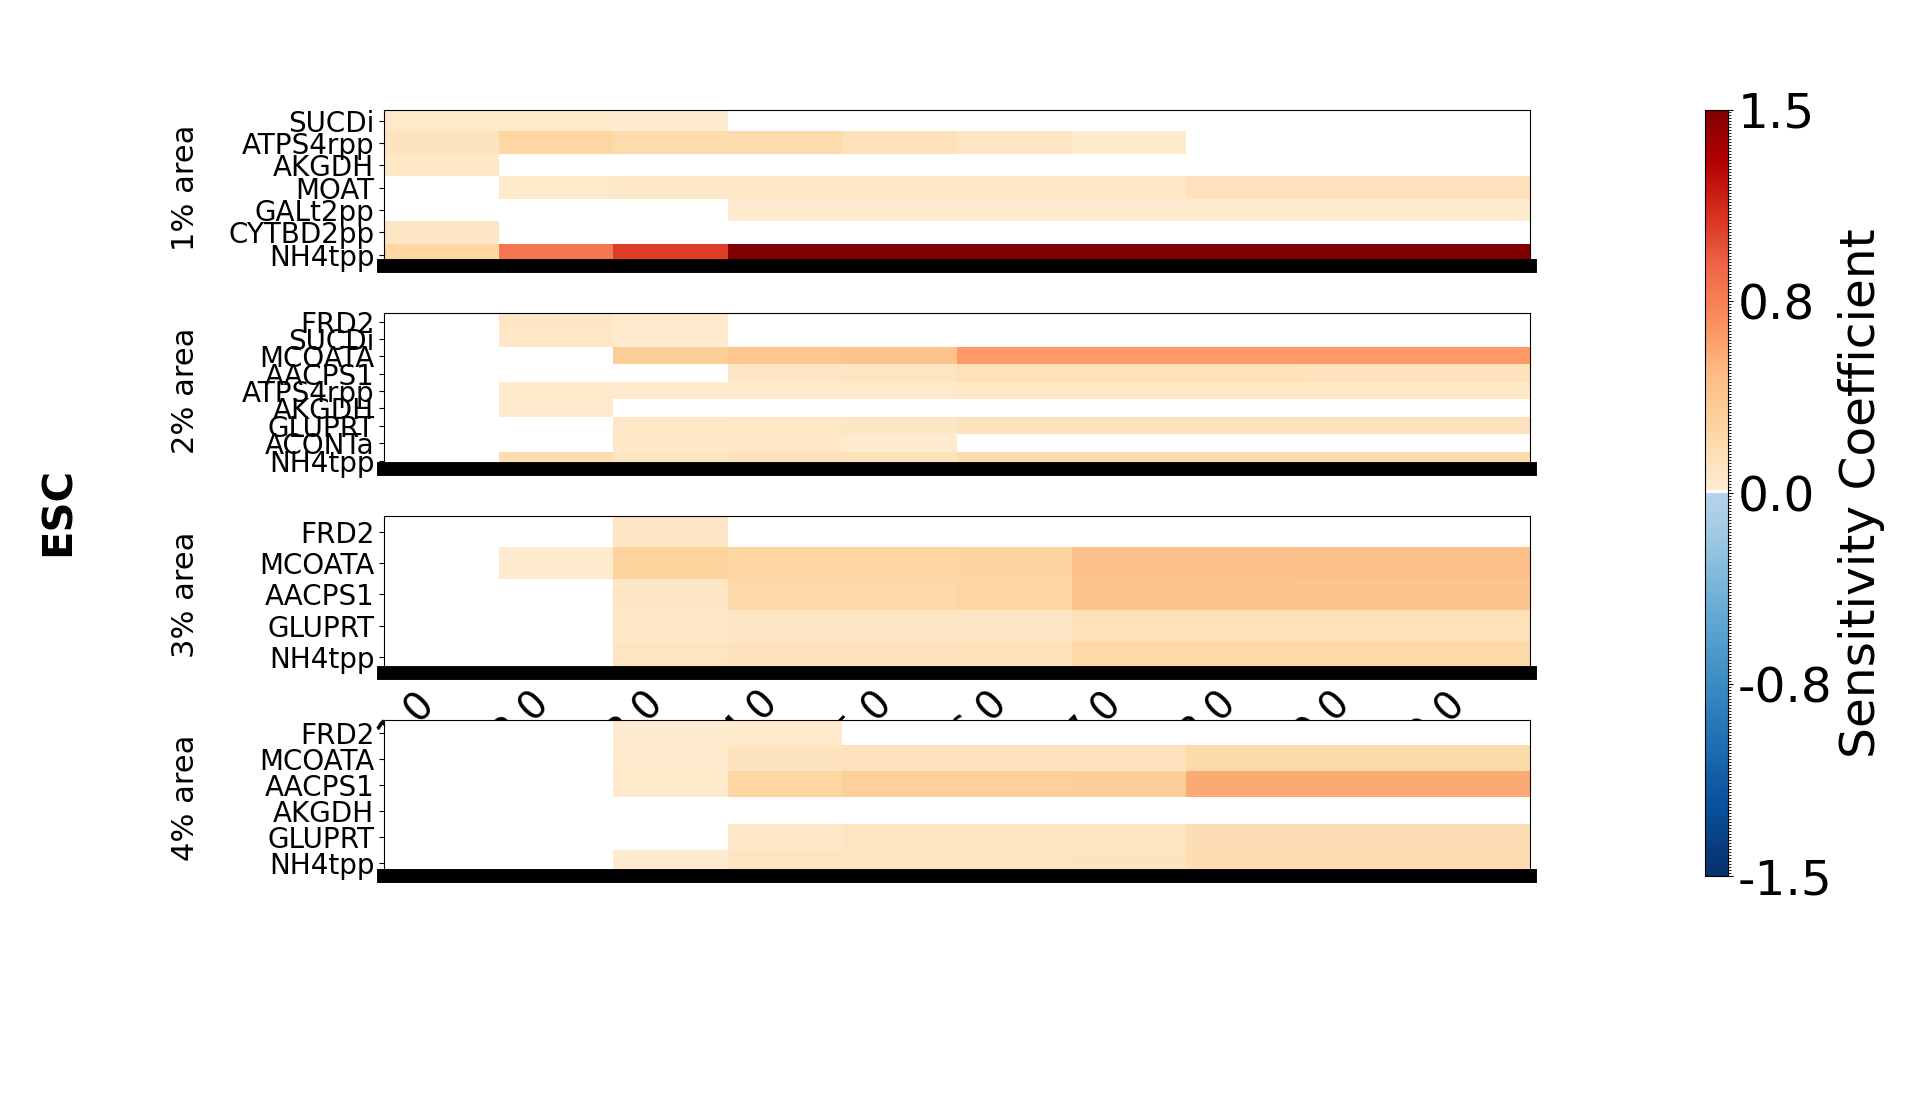 ESC
1% area
SUCDi
ATPS4rpp
AKGDH
MOAT
GALt2pp
CYTBD2pp
NH4tpp
2% area
FRD2
SUCDi
MCOATA
AACPS1
ATPS4rpp
AKGDH
GLUPRT
ACONTa
NH4tpp
3% area
FRD2
MCOATA
AACPS1
GLUPRT
NH4tpp
4% area
FRD2
MCOATA
AACPS1
AKGDH
GLUPRT
NH4tpp
1.5
0.8
0.0
-0.8
-1.5
Sensitivity Coefficient